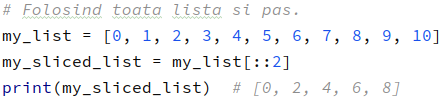 # Folosind toata lista si pas.
my_list = [0, 1, 2, 3, 4, 5, 6, 7, 8, 9, 10]
my_sliced_list = my_list[::2]
print(my_sliced_list)  # [0, 2, 4, 6, 8]